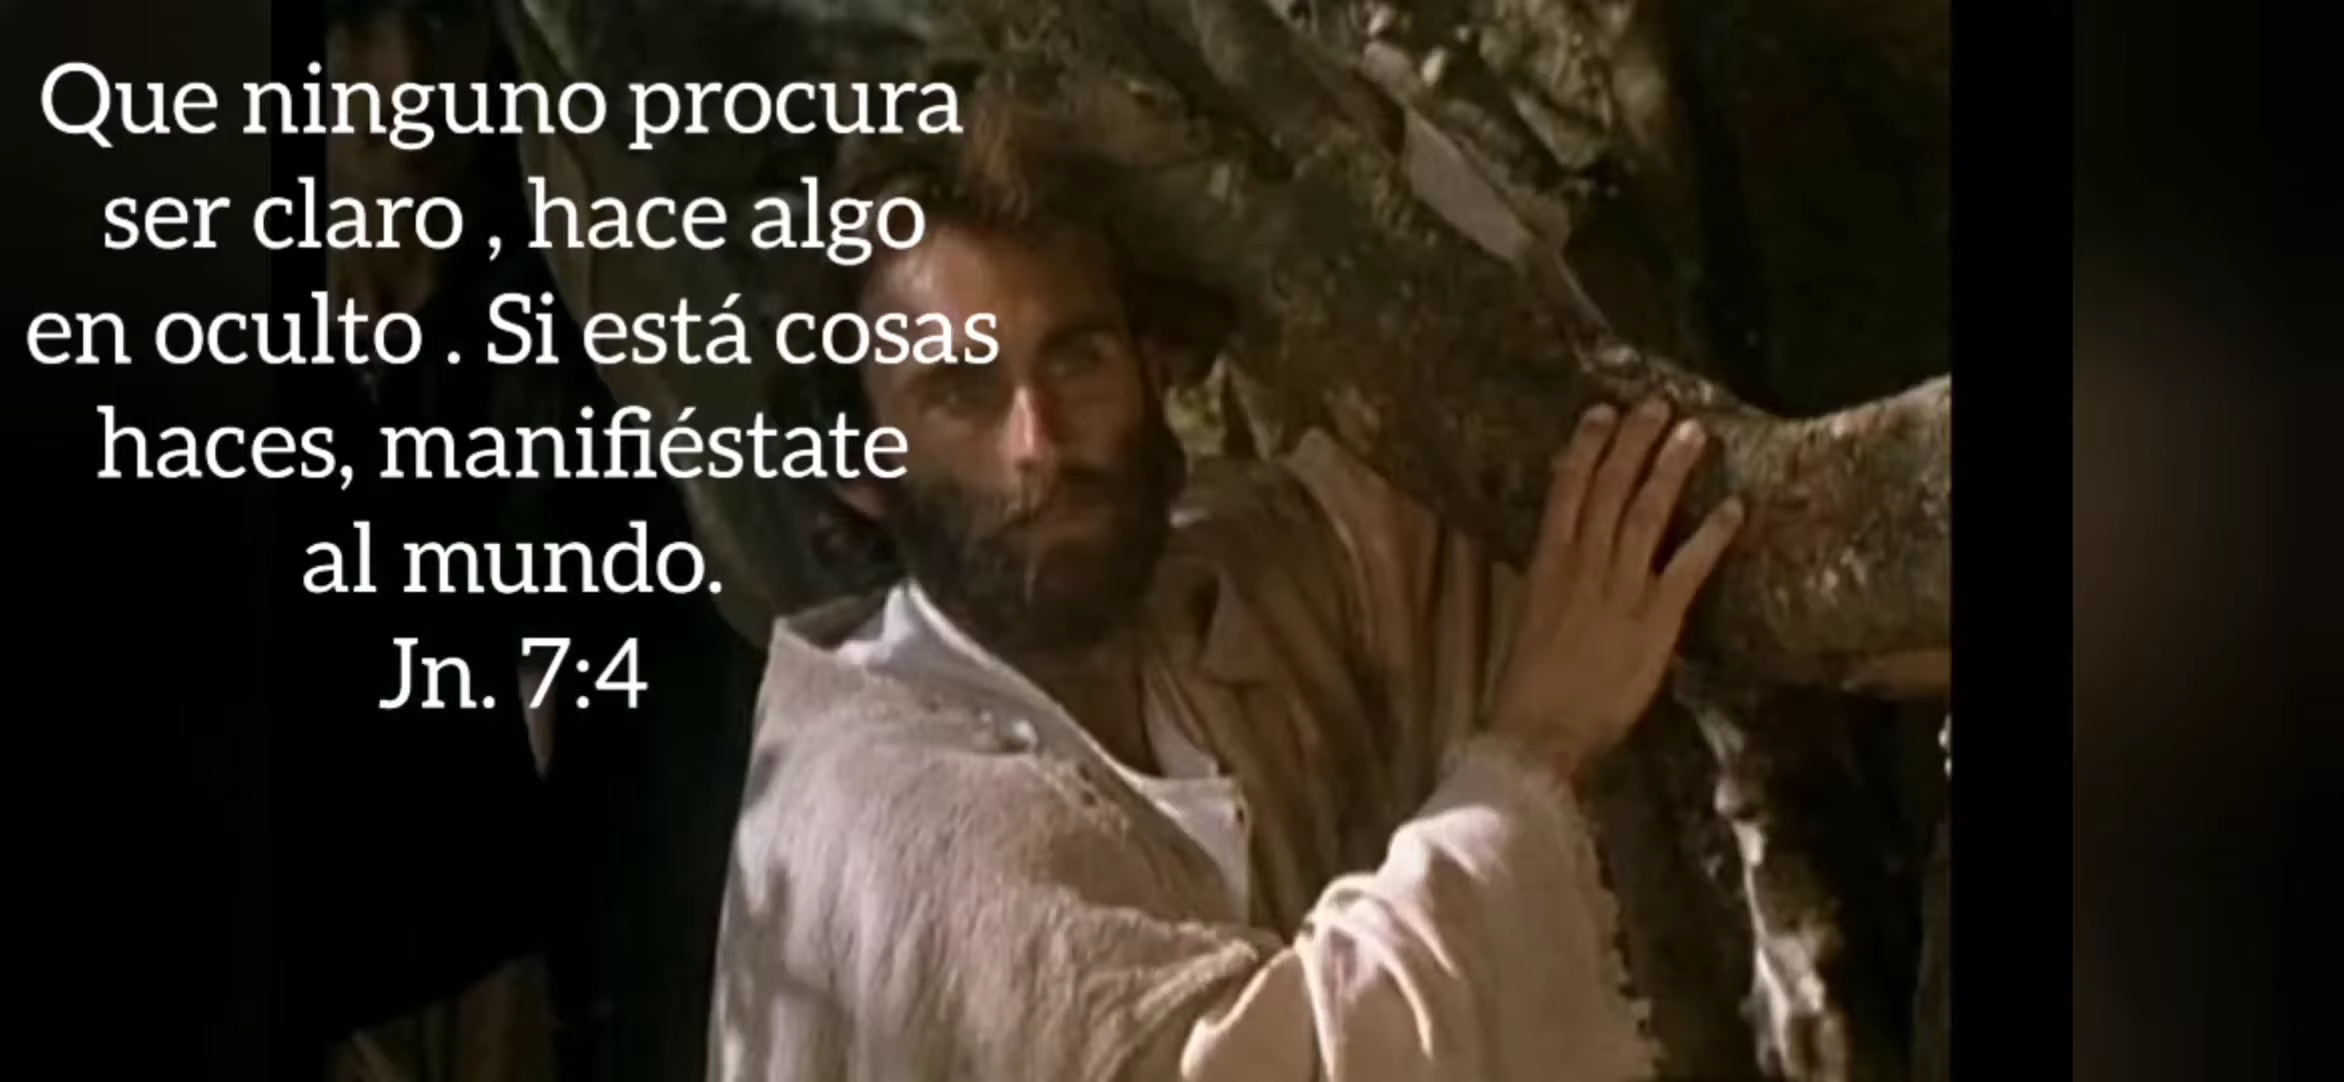 Que ninguno procura
ser claro , hace algo
en oculto . Si está cosas
haces, manifiéstate
al mundo.
Jn. 7:4